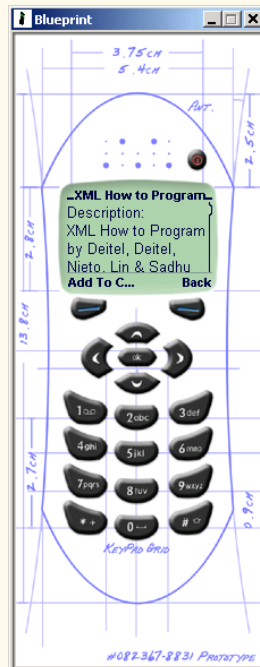 Blueprint
3.75CM
5.4CM
ANT.
2.5CM
XML How to Program
Description:
XML How to Program
by Deitel, Deitel,
Nieto, Lin & Sadhu
Add To C... Back
2.8CM
13.8CM
ok
1 2abc 3def
4ghi 5jkl 6mno
7pqrs 8tuv 9wxyz
* + 0 #
2.7CM
0.9CM
KEYPAD GRID
#082367-8831 PROTOTYPE